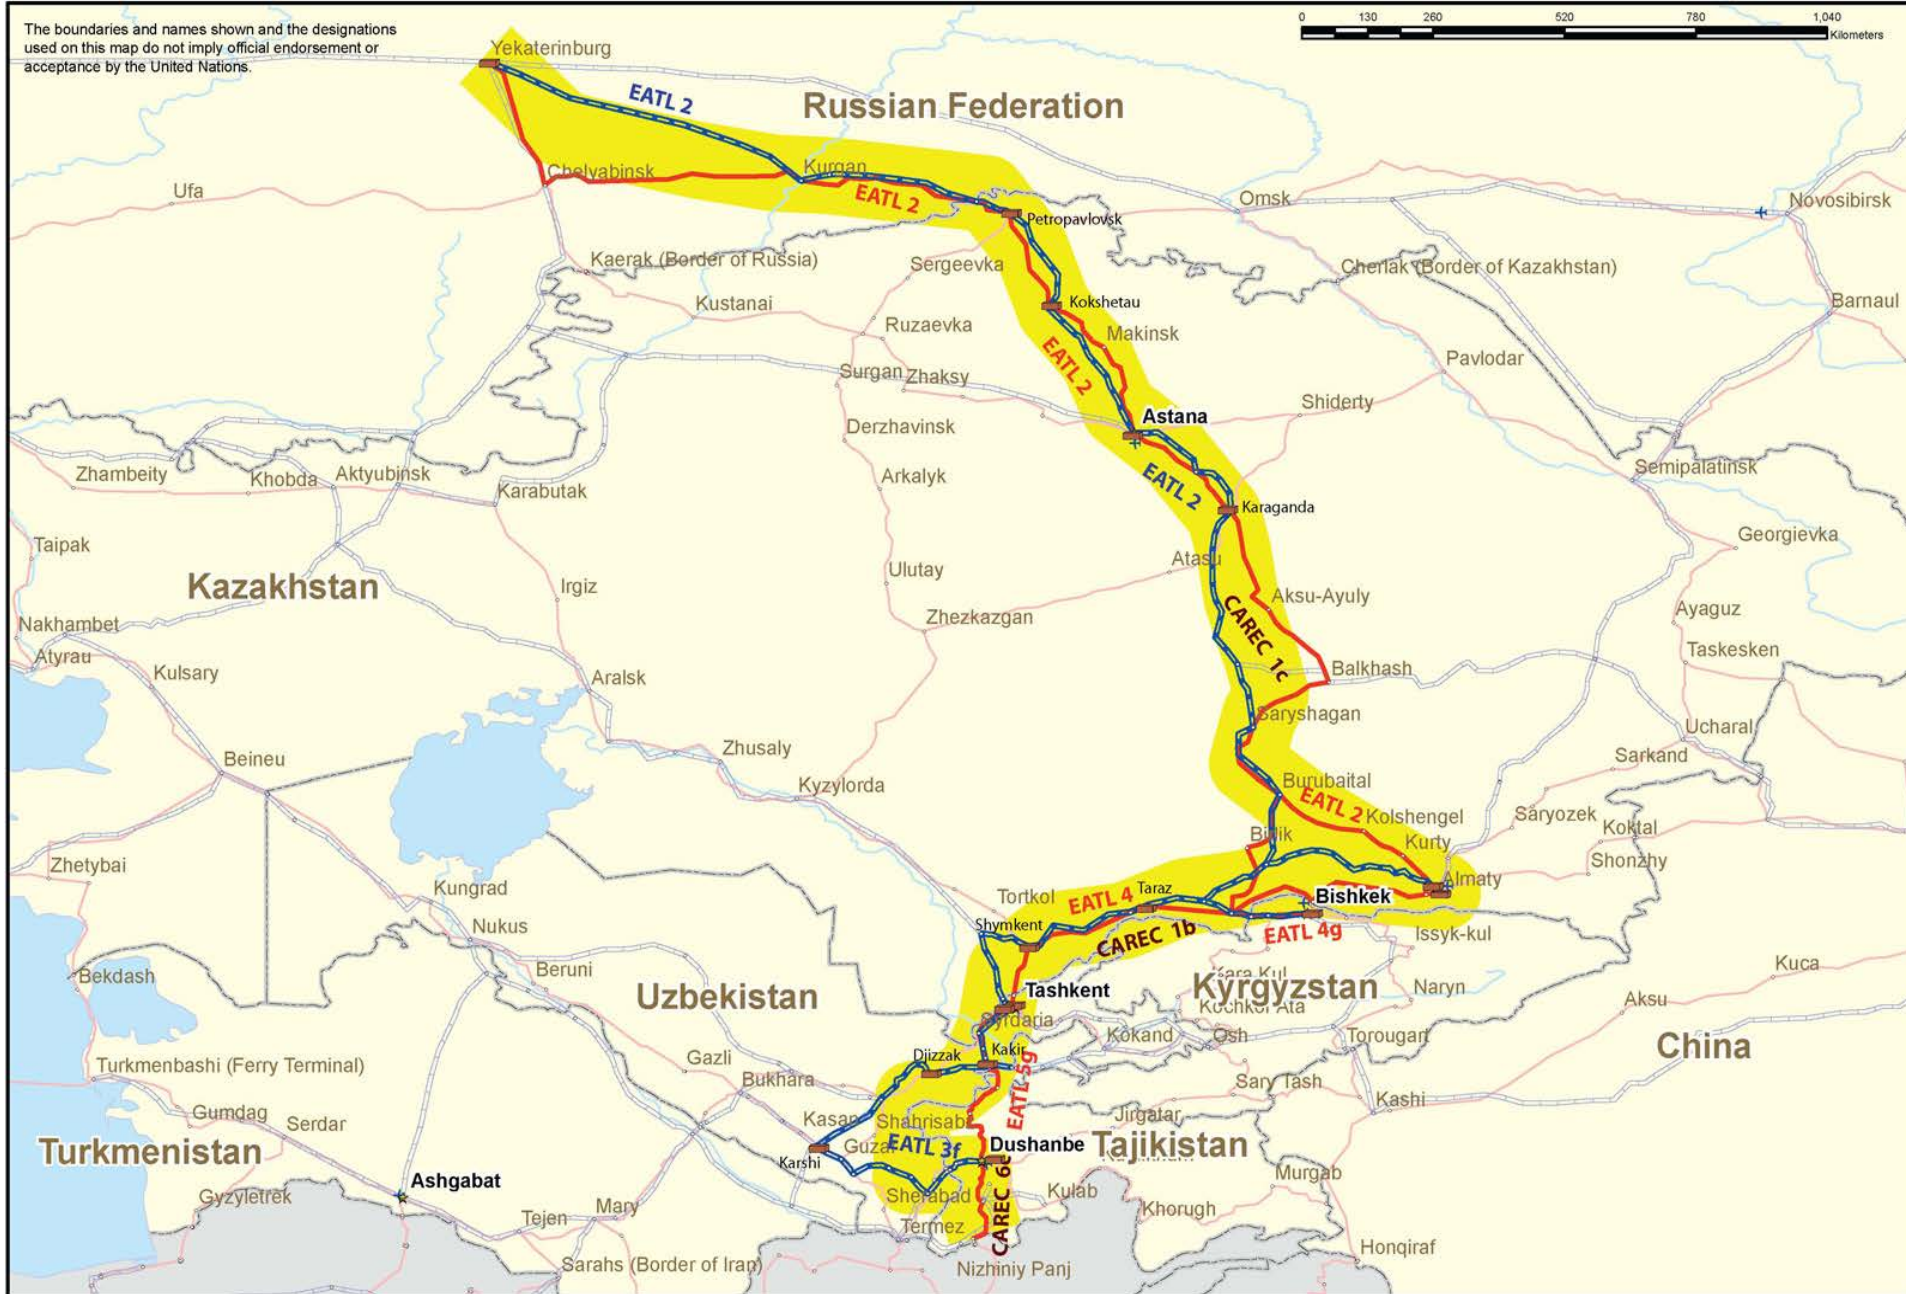 The boundaries and names shown and the designations
used on this map do not imply official endorsement or
acceptance by the United Nations.
0 130 260 520 780 1,040
Kilometers
Yekaterinburg
EATL 2
Russian Federation
Chelyabinsk
Kurgan
Ufa
EATL 2
Omsk
Novosibirsk
Petropavlovsk
Kaerak (Border of Russia)
Sergeevka
Cherlak (Border of Kazakhstan)
Kustanai
Kokshetau
Barnaul
Ruzaevka
Makinsk
EATL 2
Pavlodar
Surgan
Zhaksy
Shiderty
Astana
Derzhavinsk
Zhambeity
Khobda
Aktyubinsk
Arkalyk
EATL 2
Semipalatinsk
Karabutak
Karaganda
Taipak
Georgievka
Atasu
Kazakhstan
Irgiz
Ulutay
Aksu-Ayuly
Ayaguz
Zhezkazgan
Nakhambet
CAREC 1c
Atyrau
Kulsary
Taskesken
Balkhash
Aralsk
Saryshagan
Ucharal
Zhusaly
Sarkand
Beineu
Kyzylorda
Burubaital
EATL 2
Kolshengel
Saryozek
Koktal
Kurty
Zhetybai
Shonzhy
Almaty
Kungrad
Tortkol
EATL 4
Taraz
Bishkek
Nukus
Shymkent
CAREC 1b
EATL 4g
Issyk-kul
Bekdash
Beruni
Kara Kul
Kuca
Uzbekistan
Tashkent
Kyrgyzstan
Naryn
Aksu
Kochkor Ata
Syrdaria
Kokand
Osh
Torougart
China
Gazli
Djizzak
Kakir
Turkmenbashi (Ferry Terminal)
Bukhara
EATL 5g
Sary Tash
Kashi
Gumdag
Serdar
Kasan
Shahrisabz
Jirgatar
Turkmenistan
Guzar
EATL 3f
Dushanbe
Tajikistan
Karshi
Ashgabat
Murgab
Gyzyletrek
Sherabad
Kulab
Khorugh
Tejen
Mary
Termez
CAREC 6c
Sarahs (Border of Iran)
Nizhiniy Panj
Honqiraf